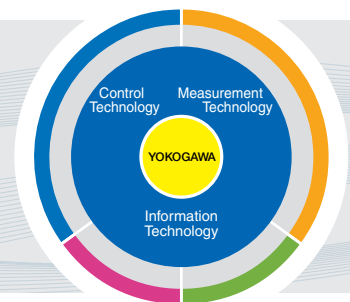 Control
Technology
Measurement
Technology
YOKOGAWA
Information
Technology